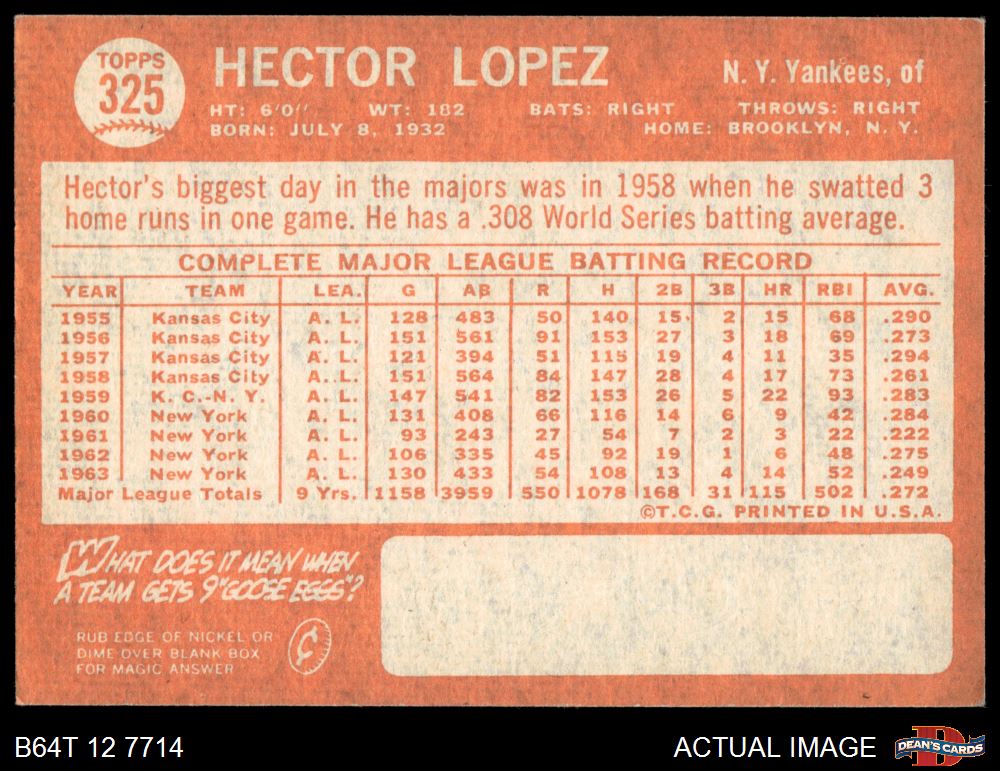 TOPPS
325
HECTOR LOPEZ
N. Y. Yankees, of
HT: 6'0" WT: 182 BATS: RIGHT THROWS: RIGHT
BORN: JULY 8, 1932 HOME: BROOKLYN, N. Y.
Hector's biggest day in the majors was in 1958 when he swatted 3
home runs in one game. He has a .308 World Series batting average.
COMPLETE MAJOR LEAGUE BATTING RECORD
YEAR TEAM LEA. G AB R H 2B 3B HR RBI AVG.
1955 Kansas City A. L. 128 483 50 140 15 2 15 68 .290
1956 Kansas City A. L. 151 561 91 153 27 3 18 69 .273
1957 Kansas City A. L. 121 394 51 115 19 4 11 35 .294
1958 Kansas City A. L. 151 564 84 147 28 4 17 73 .261
1959 K. C.-N. Y. A. L. 147 541 82 153 26 5 22 93 .283
1960 New York A. L. 131 408 66 116 14 6 9 42 .284
1961 New York A. L. 93 243 27 54 7 2 3 22 .222
1962 New York A. L. 106 335 45 92 19 1 6 48 .275
1963 New York A. L. 130 433 54 108 13 4 14 52 .249
Major League Totals 9 Yrs. 1158 3959 550 1078 168 31 115 502 .272
©T.C.G. PRINTED IN U.S.A.
WHAT DOES IT MEAN WHEN
A TEAM GETS 9 "GOOSE EGGS"?
RUB EDGE OF NICKEL OR
DIME OVER BLANK BOX
FOR MAGIC ANSWER
¢
B64T 12 7714
ACTUAL IMAGE
D
DEAN'S CARDS